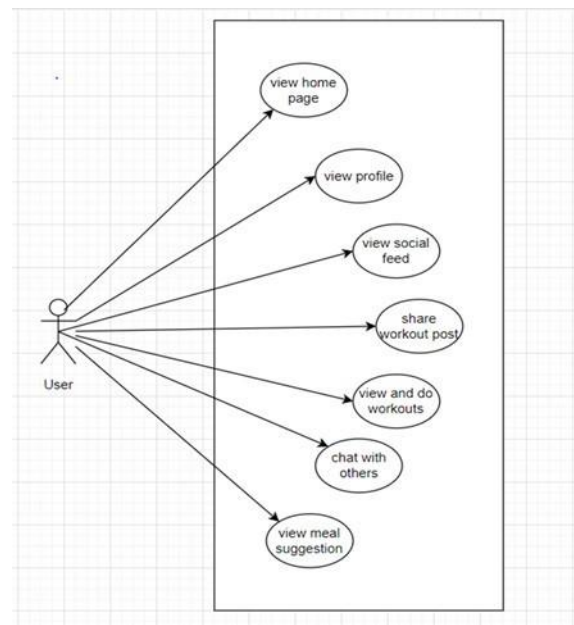 view home
page
view profile
view social
feed
share
workout post
User
view and do
workouts
chat with
others
view meal
suggestion